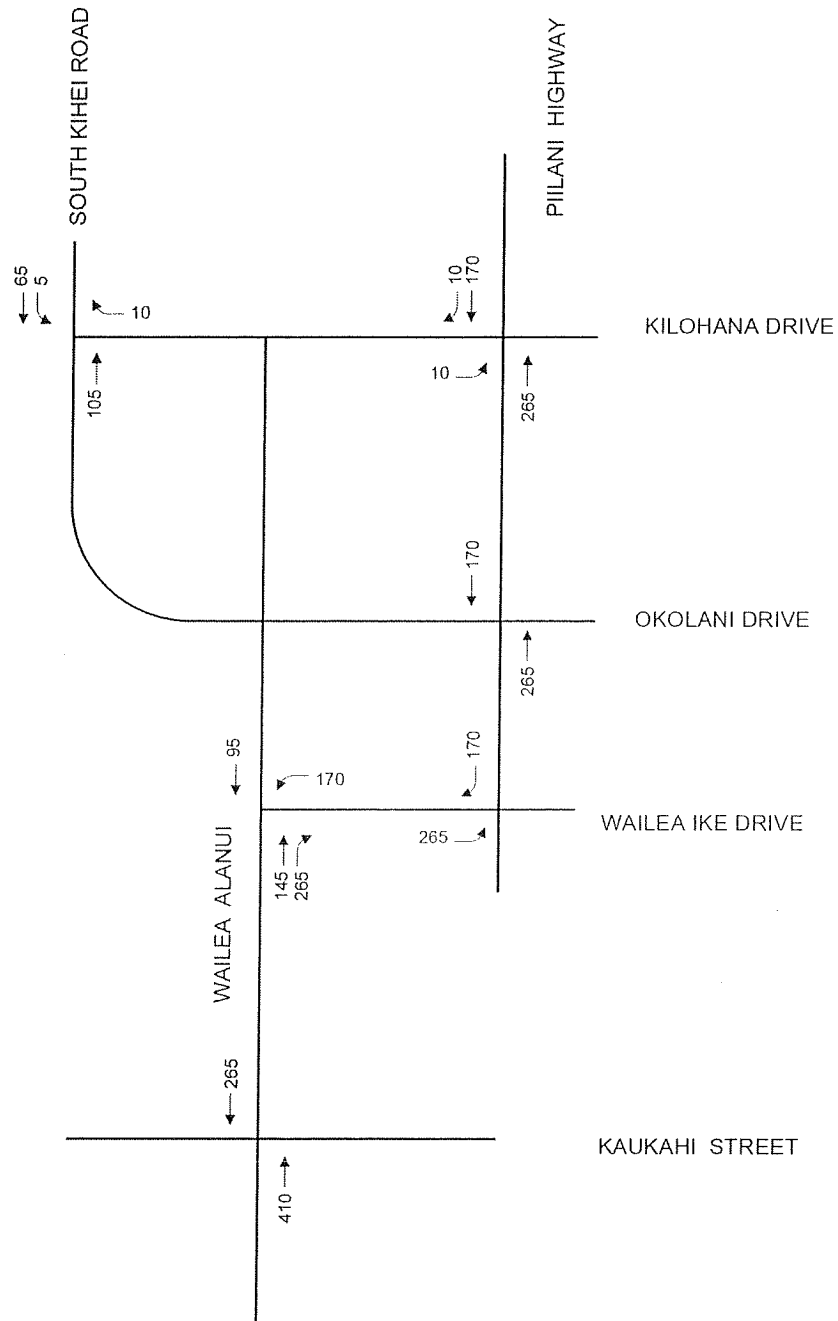 SOUTH KIHEI ROAD
PIILANI HIGHWAY
65
5
10
105
10
170
10
265
KILOHANA DRIVE
170
265
OKOLANI DRIVE
95
170
145
265
170
265
WAILEA IKE DRIVE
WAILEA ALANUI
265
410
KAUKAHI STREET